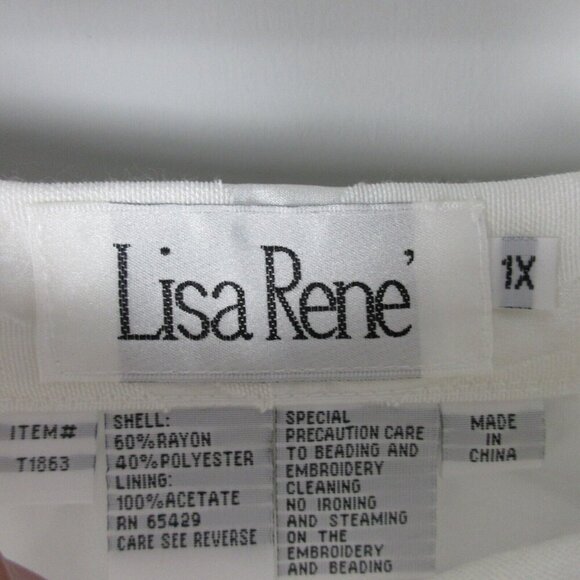 Lisa Rene'
1X
ITEM#
T1863
SHELL:
60%RAYON
40%POLYESTER
LINING:
100%ACETATE
RN 65429
CARE SEE REVERSE
SPECIAL
PRECAUTION CARE
TO BEADING AND
EMBROIDERY
CLEANING
NO IRONING
AND STEAMING
ON THE
EMBROIDERY
AND BEADING
MADE
IN
CHINA